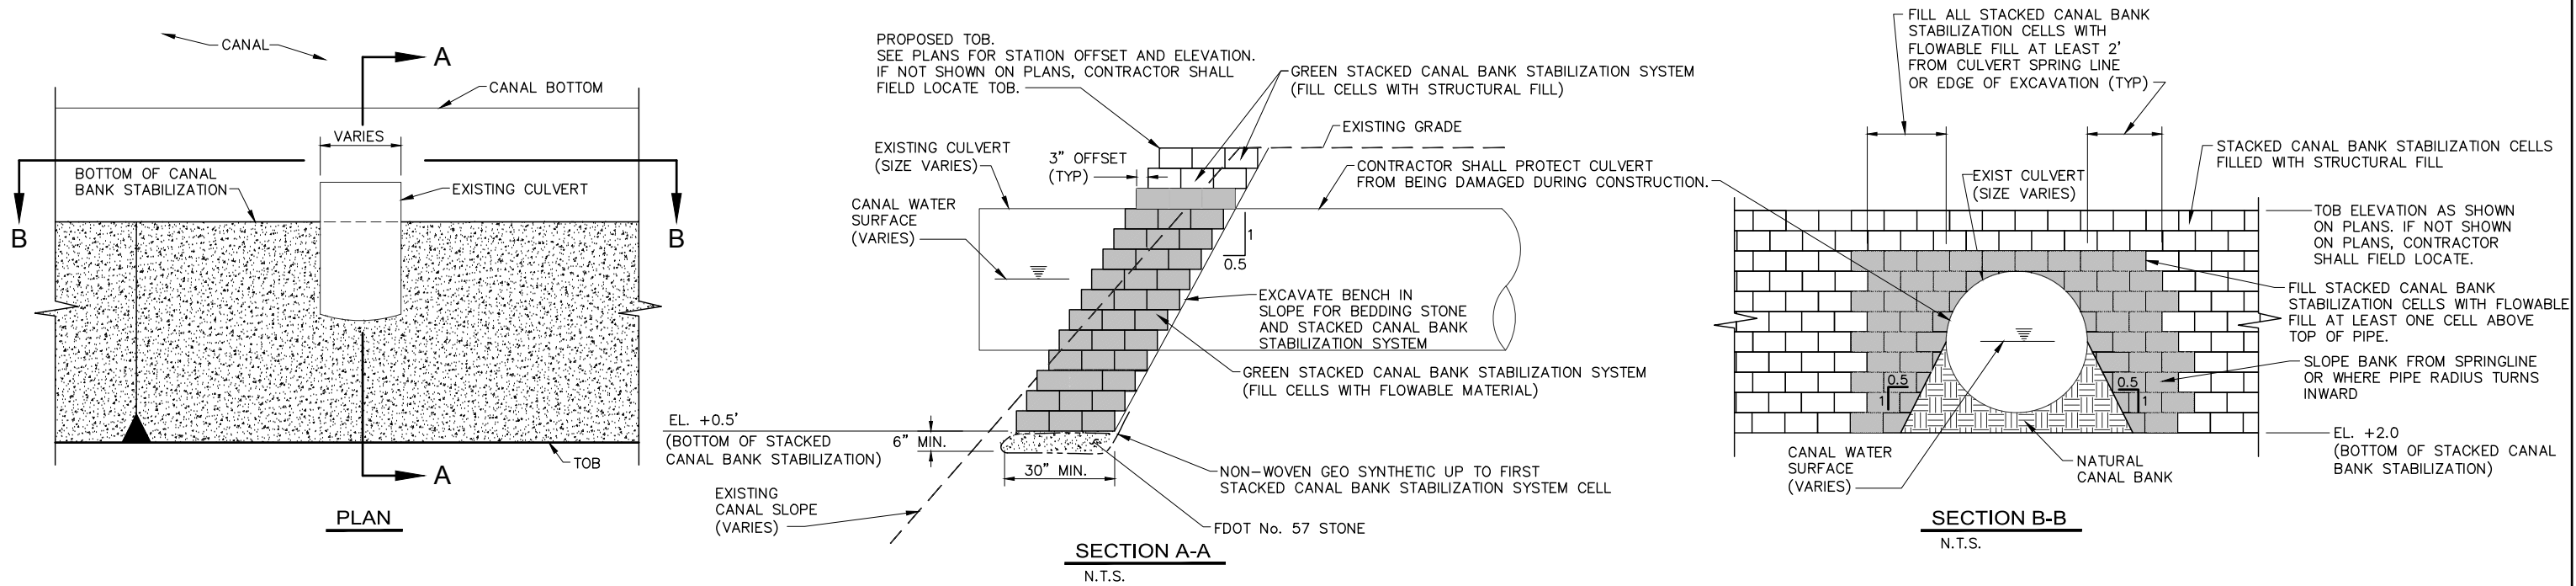 CANAL
A
CANAL BOTTOM
VARIES
BOTTOM OF CANAL
BANK STABILIZATION
EXISTING CULVERT
B
B
TOB
A
PLAN
PROPOSED TOB.
SEE PLANS FOR STATION OFFSET AND ELEVATION.
IF NOT SHOWN ON PLANS, CONTRACTOR SHALL
FIELD LOCATE TOB.
GREEN STACKED CANAL BANK STABILIZATION SYSTEM
(FILL CELLS WITH STRUCTURAL FILL)
EXISTING GRADE
EXISTING CULVERT
(SIZE VARIES)
3" OFFSET
(TYP)
CONTRACTOR SHALL PROTECT CULVERT
FROM BEING DAMAGED DURING CONSTRUCTION.
CANAL WATER
SURFACE
(VARIES)
1
0.5
EXCAVATE BENCH IN
SLOPE FOR BEDDING STONE
AND STACKED CANAL BANK
STABILIZATION SYSTEM
GREEN STACKED CANAL BANK STABILIZATION SYSTEM
(FILL CELLS WITH FLOWABLE MATERIAL)
EL. +0.5'
(BOTTOM OF STACKED
CANAL BANK STABILIZATION)
6" MIN.
30" MIN.
NON-WOVEN GEO SYNTHETIC UP TO FIRST
STACKED CANAL BANK STABILIZATION SYSTEM CELL
EXISTING
CANAL SLOPE
(VARIES)
FDOT No. 57 STONE
SECTION A-A
N.T.S.
FILL ALL STACKED CANAL BANK
STABILIZATION CELLS WITH
FLOWABLE FILL AT LEAST 2'
FROM CULVERT SPRING LINE
OR EDGE OF EXCAVATION (TYP)
STACKED CANAL BANK STABILIZATION CELLS
FILLED WITH STRUCTURAL FILL
EXIST CULVERT
(SIZE VARIES)
TOB ELEVATION AS SHOWN
ON PLANS. IF NOT SHOWN
ON PLANS, CONTRACTOR
SHALL FIELD LOCATE.
FILL STACKED CANAL BANK
STABILIZATION CELLS WITH FLOWABLE
FILL AT LEAST ONE CELL ABOVE
TOP OF PIPE.
SLOPE BANK FROM SPRINGLINE
OR WHERE PIPE RADIUS TURNS
INWARD
0.5
1
0.5
1
EL. +2.0
(BOTTOM OF STACKED CANAL
BANK STABILIZATION)
CANAL WATER
SURFACE
(VARIES)
NATURAL
CANAL BANK
SECTION B-B
N.T.S.